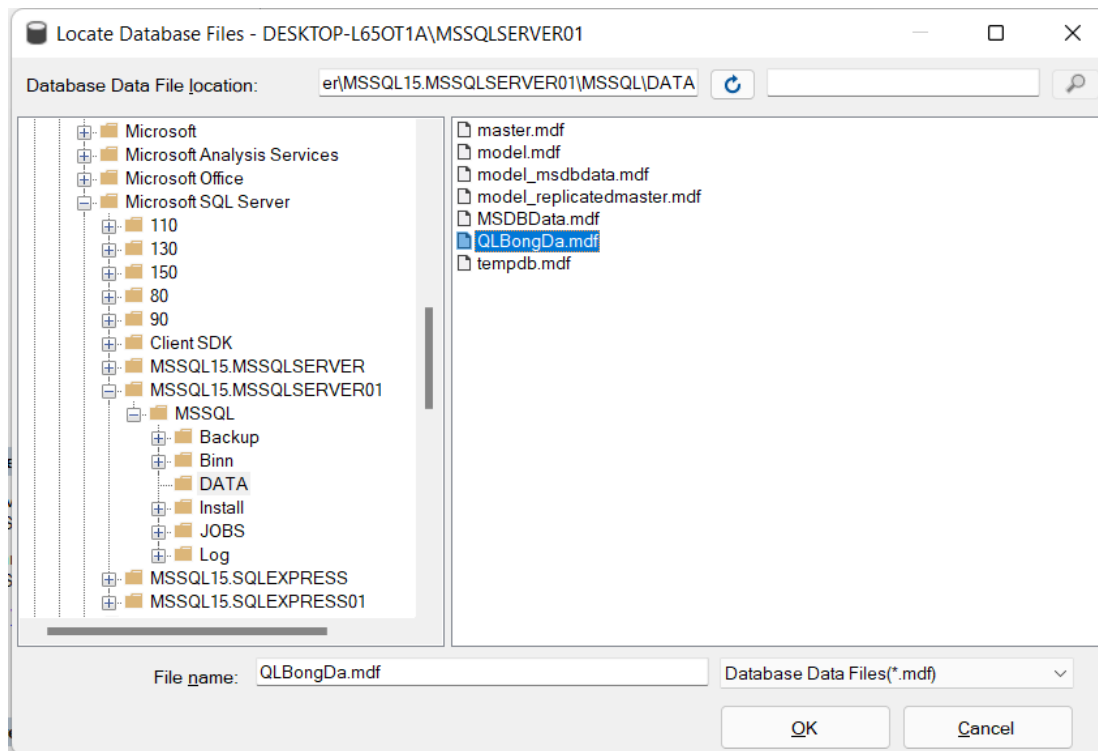 Locate Database Files - DESKTOP-L65OT1A\MSSQLSERVER01
Database Data File location:
er\MSSQL15.MSSQLSERVER01\MSSQL\DATA
Microsoft
Microsoft Analysis Services
Microsoft Office
Microsoft SQL Server
110
130
150
80
90
Client SDK
MSSQL15.MSSQLSERVER
MSSQL15.MSSQLSERVER01
MSSQL
Backup
Binn
DATA
Install
JOBS
Log
MSSQL15.SQLEXPRESS
MSSQL15.SQLEXPRESS01
master.mdf
model.mdf
model_msdbdata.mdf
model_replicatedmaster.mdf
MSDBData.mdf
QLBongDa.mdf
tempdb.mdf
File name:
QLBongDa.mdf
Database Data Files(*.mdf)
OK
Cancel